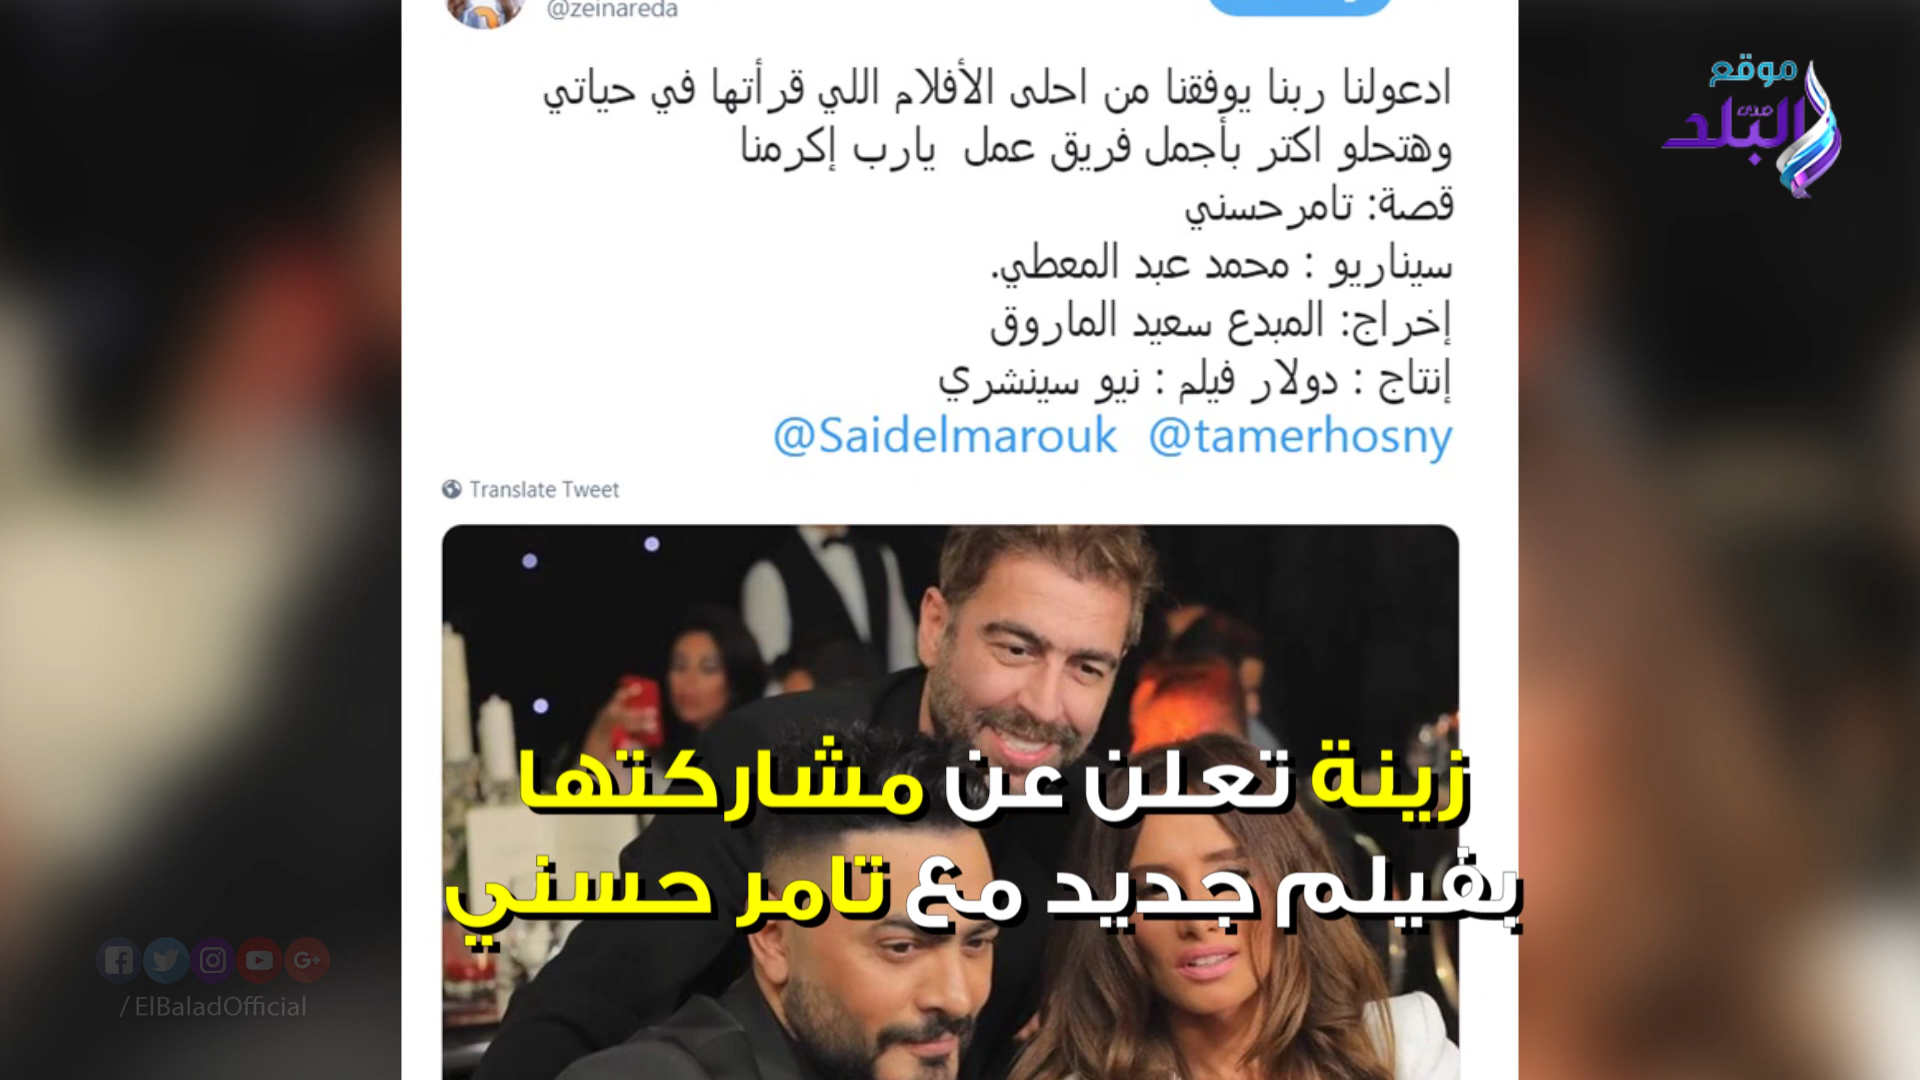 @zeinareda
موقع
صدى
البلد
ادعولنا ربنا يوفقنا من احلى الأفلام اللي قرأتها في حياتي
وهتحلو اكتر بأجمل فريق عمل يارب إكرمنا
قصة: تامرحسني
سيناريو : محمد عبد المعطي.
إخراج: المبدع سعيد الماروق
إنتاج : دولار فيلم : نيو سينشري
@Saidelmarouk @tamerhosny
Translate Tweet
زينة تعلن عن مشاركتها
بفيلم جديد مع تامر حسني
/ElBaladOfficial